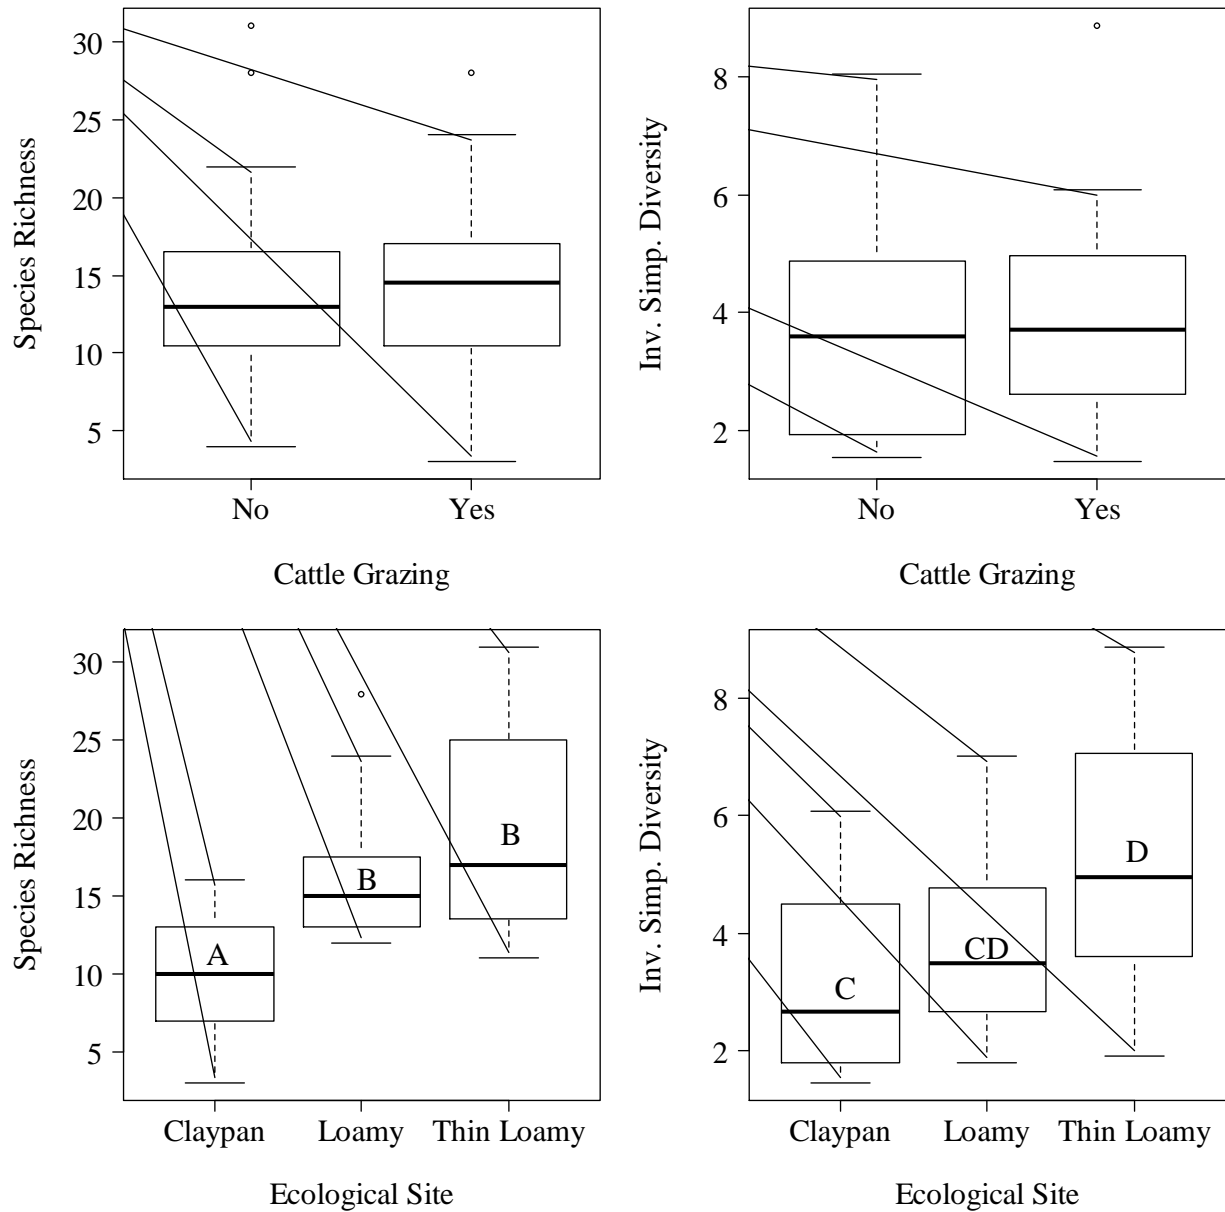 Species Richness
30
25
20
15
10
5
No Yes
Cattle Grazing
Inv. Simp. Diversity
8
6
4
2
No Yes
Cattle Grazing
Species Richness
30
25
20
15
10
5
A
B
B
Claypan Loamy Thin Loamy
Ecological Site
Inv. Simp. Diversity
8
6
4
2
C
CD
D
Claypan Loamy Thin Loamy
Ecological Site